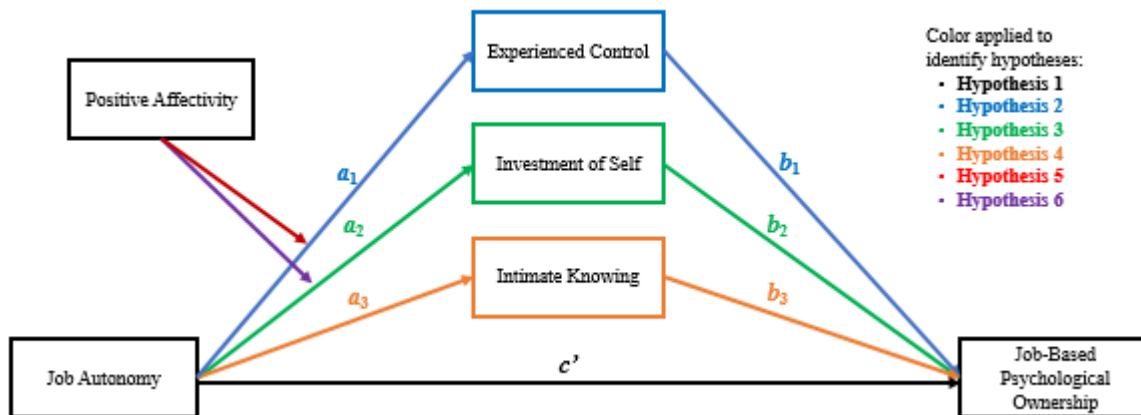 Experienced Control
Color applied to
identify hypotheses:
▪ Hypothesis 1
▪ Hypothesis 2
▪ Hypothesis 3
▪ Hypothesis 4
▪ Hypothesis 5
▪ Hypothesis 6
Positive Affectivity
a₁
b₁
Investment of Self
a₂
b₂
Intimate Knowing
a₃
b₃
Job Autonomy
c’
Job-Based
Psychological
Ownership